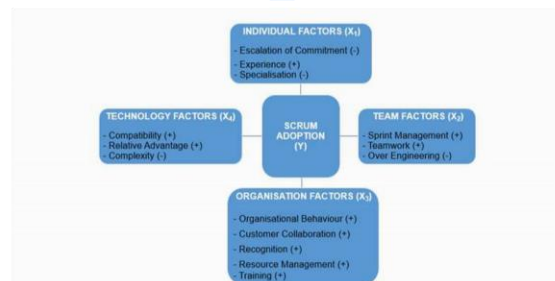 INDIVIDUAL FACTORS (X₁)
- Escalation of Commitment (-)
- Experience (+)
- Specialisation (-)
TECHNOLOGY FACTORS (X₄)
- Compatibility (+)
- Relative Advantage (+)
- Complexity (-)
SCRUM
ADOPTION
(Y)
TEAM FACTORS (X₂)
- Sprint Management (+)
- Teamwork (+)
- Over Engineering (-)
ORGANISATION FACTORS (X₃)
- Organisational Behaviour (+)
- Customer Collaboration (+)
- Recognition (+)
- Resource Management (+)
- Training (+)